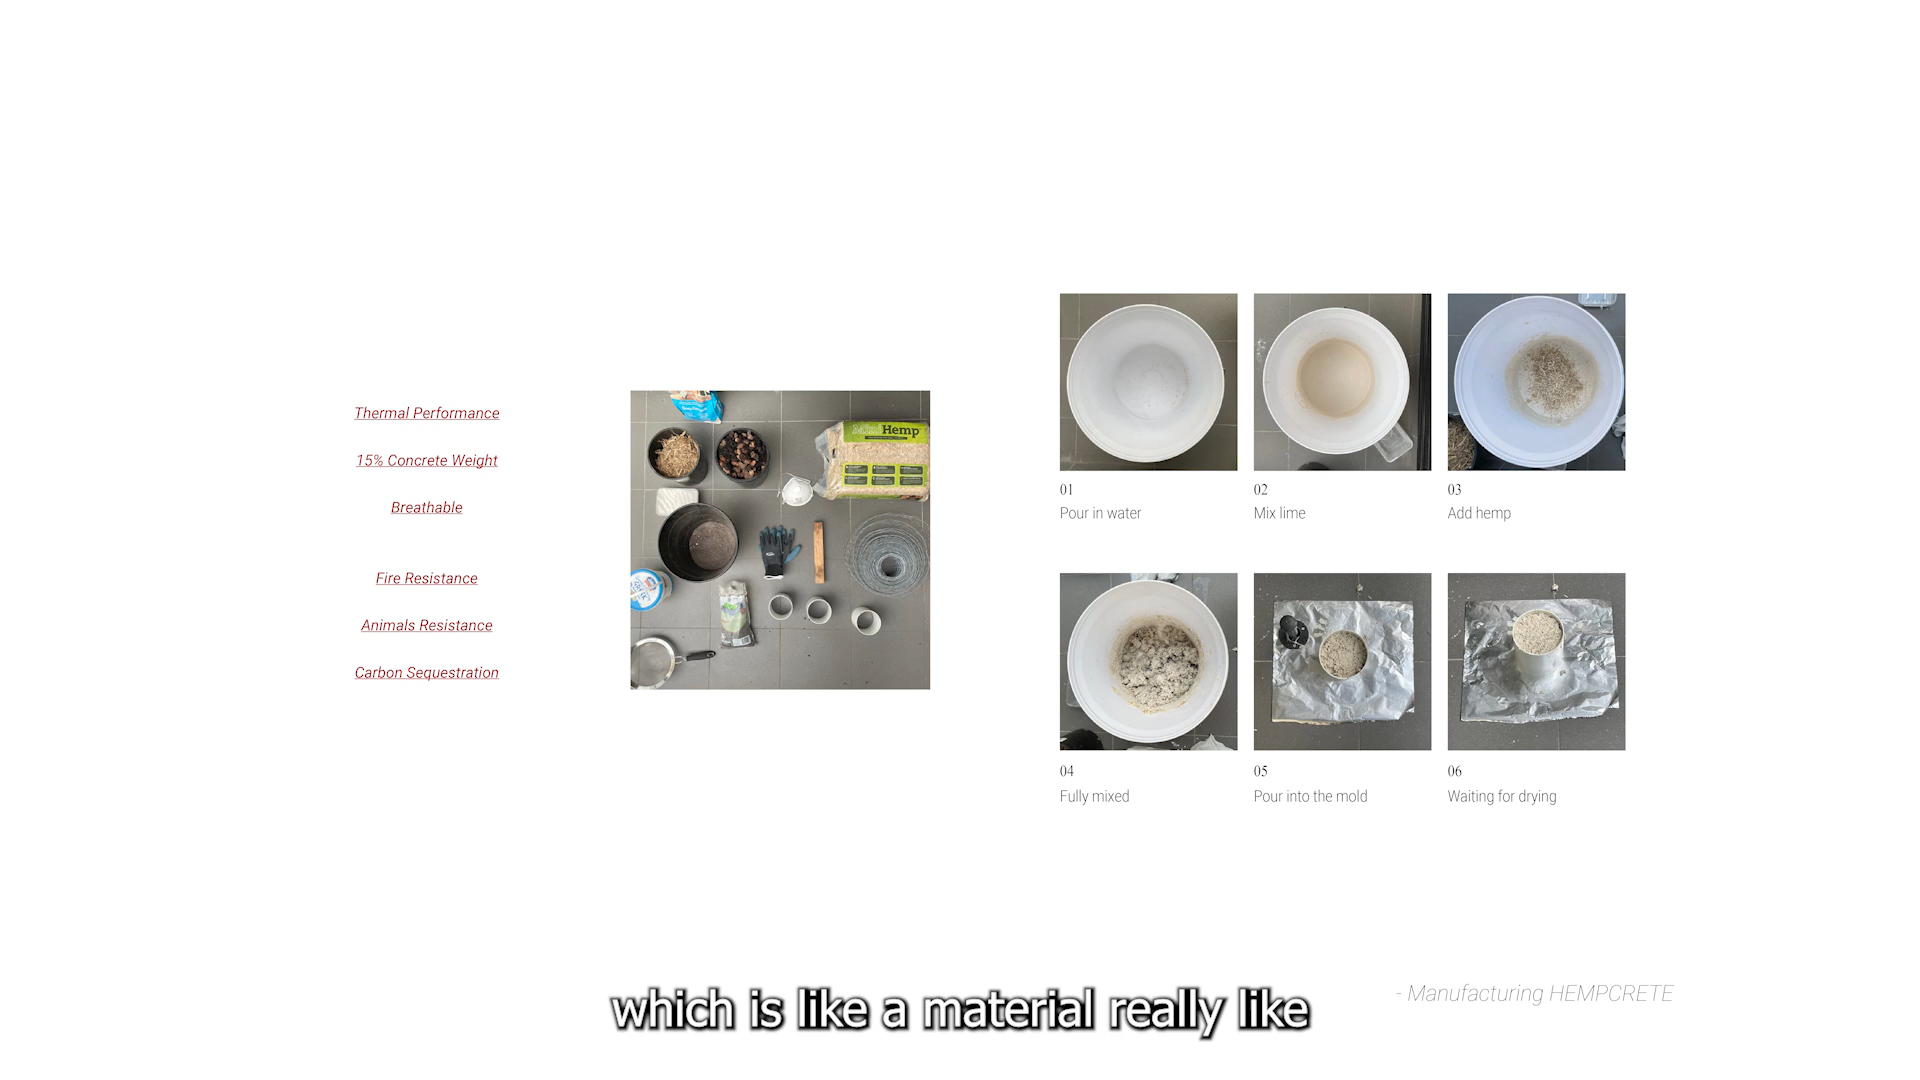 Thermal Performance
15% Concrete Weight
Breathable
Fire Resistance
Animals Resistance
Carbon Sequestration
Hemp
01
Pour in water
02
Mix lime
03
Add hemp
04
Fully mixed
05
Pour into the mold
06
Waiting for drying
- Manufacturing HEMPCRETE
which is like a material really like